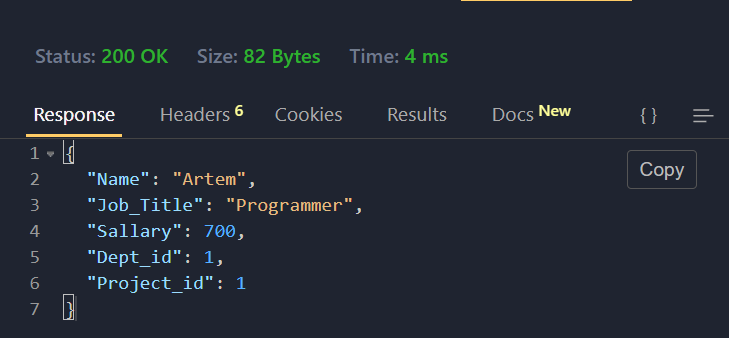 Status: 200 OK Size: 82 Bytes Time: 4 ms
Response Headers 6 Cookies Results Docs New { }
1 {
Copy
2 "Name": "Artem",
3 "Job_Title": "Programmer",
4 "Sallary": 700,
5 "Dept_id": 1,
6 "Project_id": 1
7 }